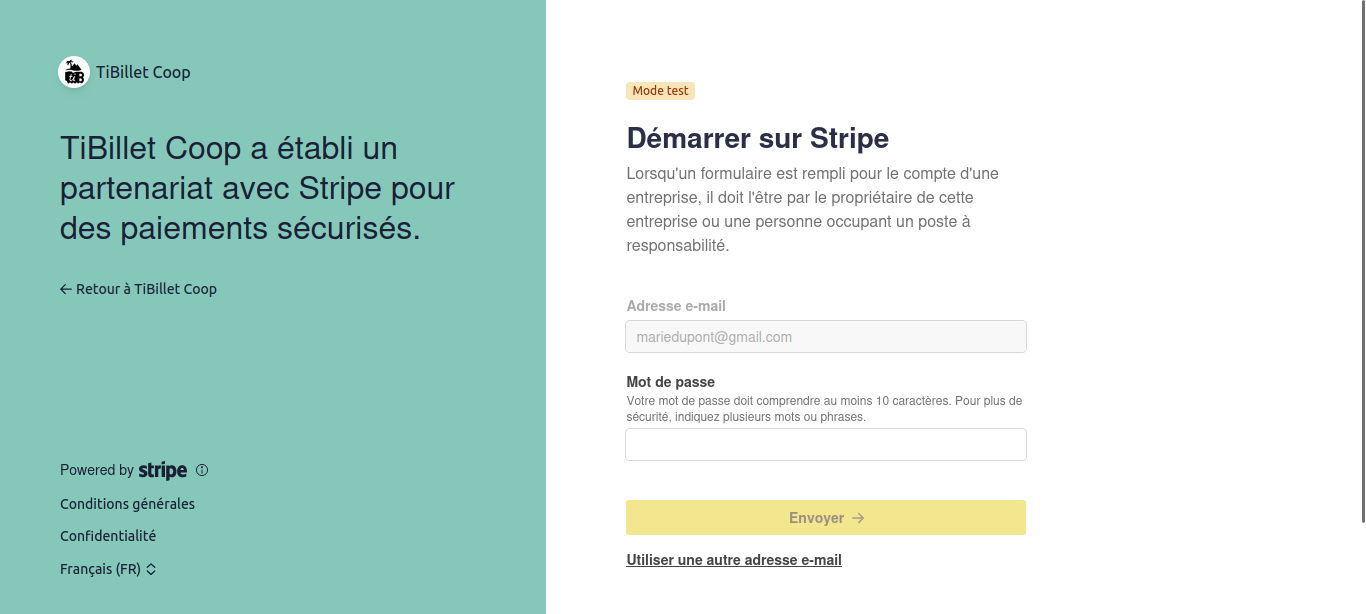 TiBillet Coop
TiBillet Coop a établi un
partenariat avec Stripe pour
des paiements sécurisés.
← Retour à TiBillet Coop
Powered by stripe
Conditions générales
Confidentialité
Français (FR)
Mode test
Démarrer sur Stripe
Lorsqu'un formulaire est rempli pour le compte d'une
entreprise, il doit l'être par le propriétaire de cette
entreprise ou une personne occupant un poste à
responsabilité.
Adresse e-mail
mariedupont@gmail.com
Mot de passe
Votre mot de passe doit comprendre au moins 10 caractères. Pour plus de
sécurité, indiquez plusieurs mots ou phrases.
Envoyer →
Utiliser une autre adresse e-mail